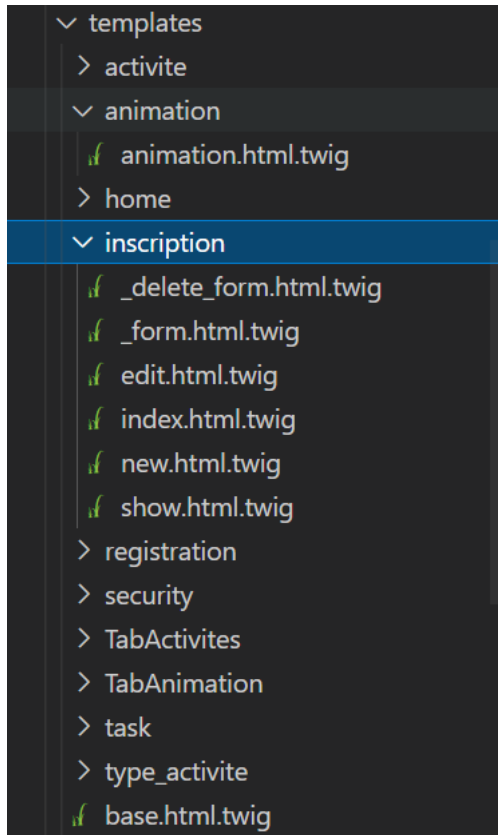 templates
activite
animation
animation.html.twig
home
inscription
_delete_form.html.twig
_form.html.twig
edit.html.twig
index.html.twig
new.html.twig
show.html.twig
registration
security
TabActivites
TabAnimation
task
type_activite
base.html.twig